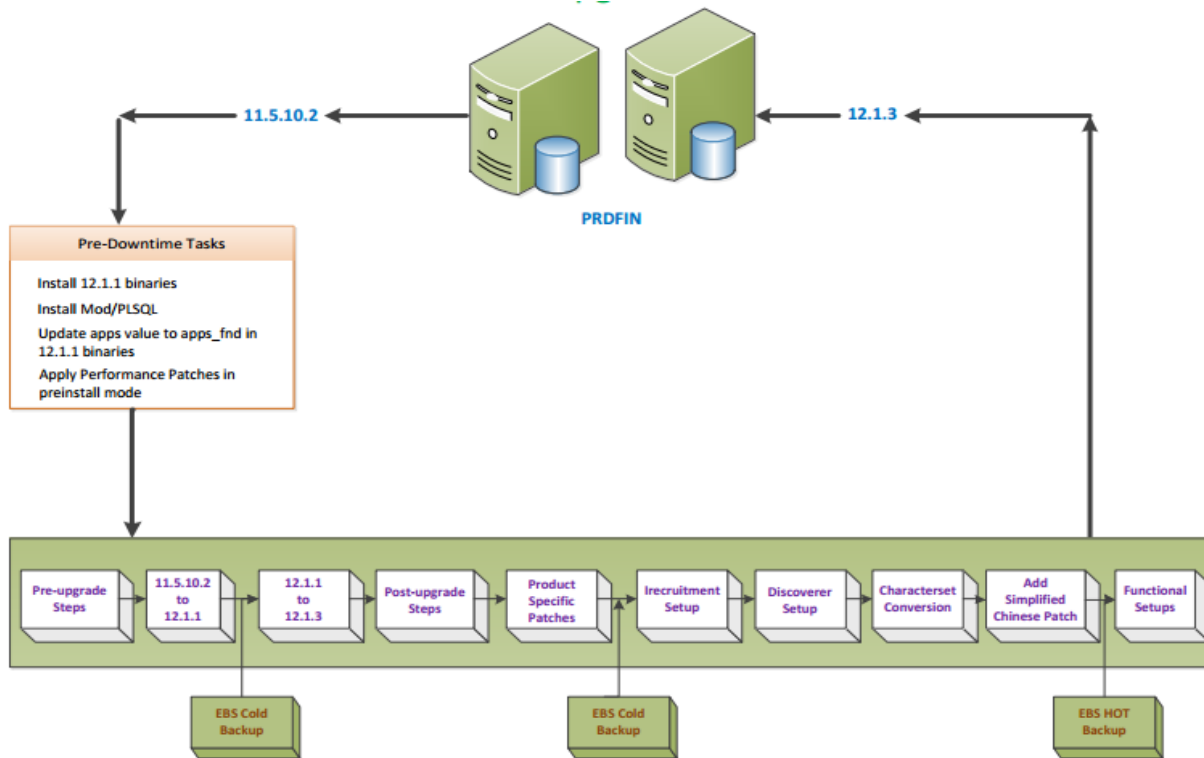 11.5.10.2
12.1.3
PRDFIN
Pre-Downtime Tasks
Install 12.1.1 binaries
Install Mod/PLSQL
Update apps value to apps_fnd in
12.1.1 binaries
Apply Performance Patches in
preinstall mode
Pre-upgrade
Steps
11.5.10.2
to
12.1.1
12.1.1
to
12.1.3
Post-upgrade
Steps
Product
Specific
Patches
Irecruitment
Setup
Discoverer
Setup
Characterset
Conversion
Add
Simplified
Chinese Patch
Functional
Setups
EBS Cold
Backup
EBS Cold
Backup
EBS HOT
Backup